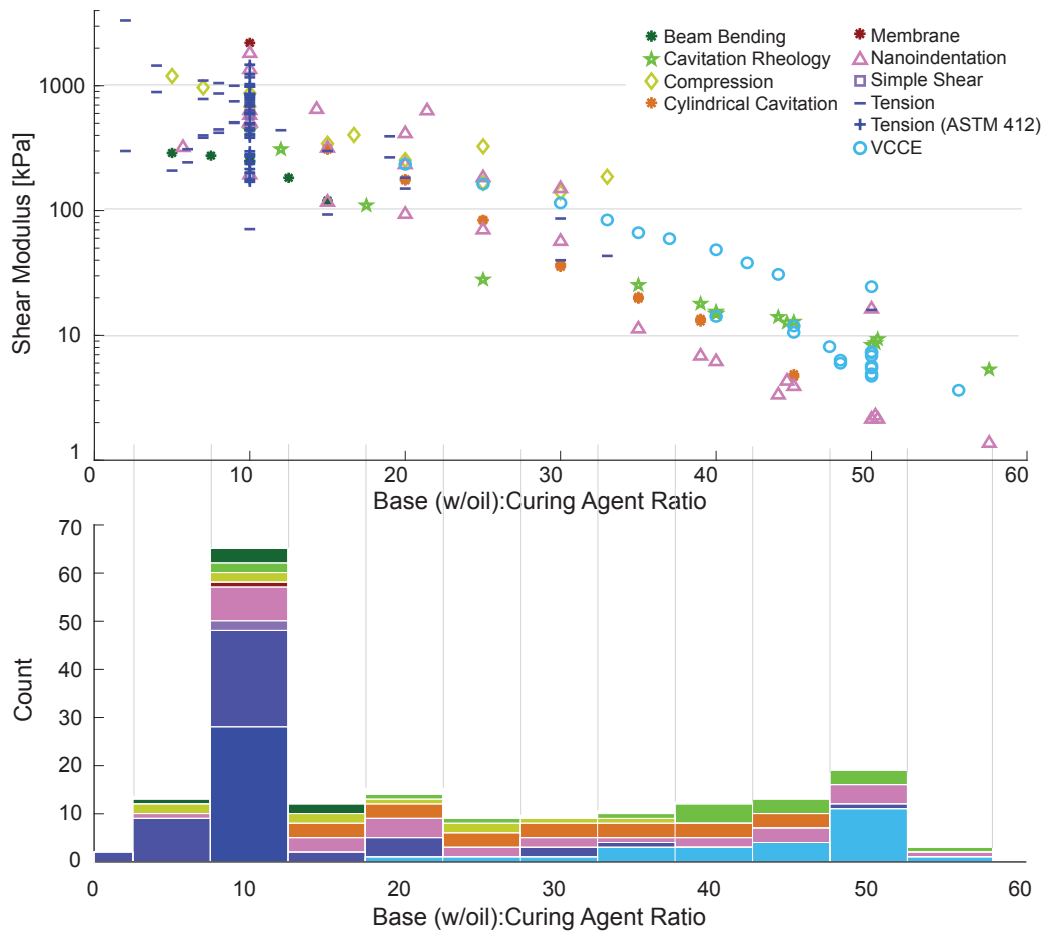 Shear Modulus [kPa]
1000
100
10
1
Beam Bending
Cavitation Rheology
Compression
Cylindrical Cavitation
Membrane
Nanoindentation
Simple Shear
Tension
Tension (ASTM 412)
VCCE
0 10 20 30 40 50 60
Base (w/oil):Curing Agent Ratio
Count
70
60
50
40
30
20
10
0
0 10 20 30 40 50 60
Base (w/oil):Curing Agent Ratio